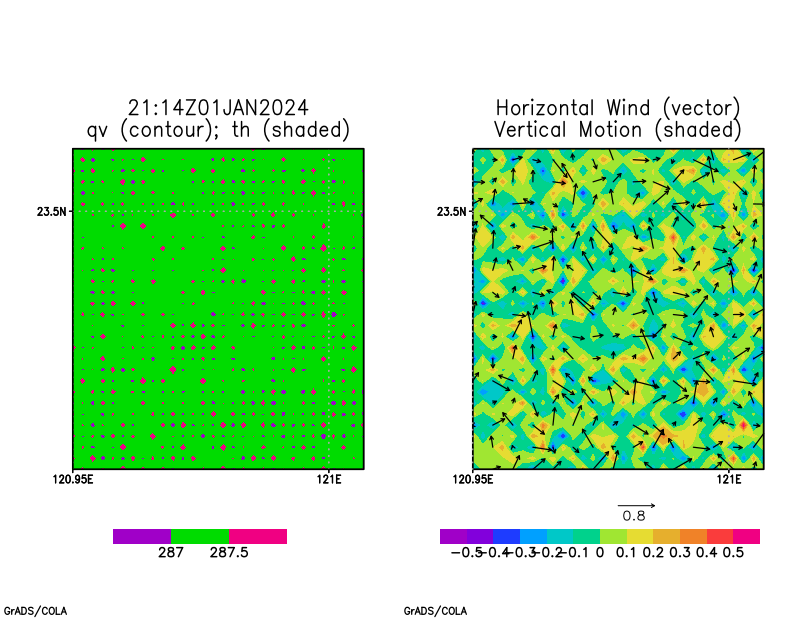 21:14Z01JAN2024
qv (contour); th (shaded)
23.5N
120.95E 121E
287 287.5
GrADS/COLA
Horizontal Wind (vector)
Vertical Motion (shaded)
23.5N
120.95E 121E
0.8
-0.5 -0.4 -0.3 -0.2 -0.1 0 0.1 0.2 0.3 0.4 0.5
GrADS/COLA